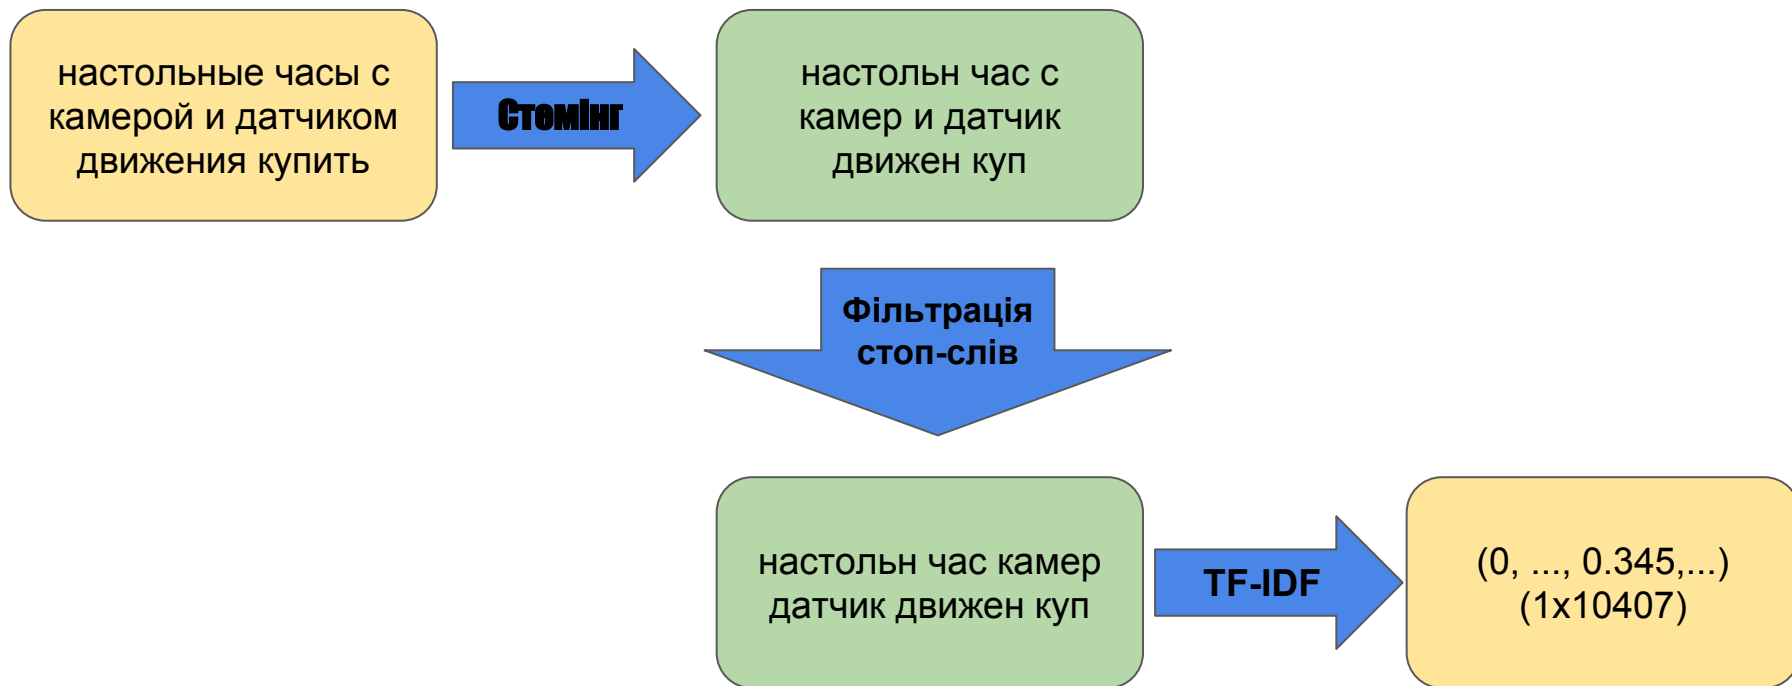 настольные часы с
камерой и датчиком
движения купить
Стемінг
настольн час с
камер и датчик
движен куп
Фільтрація
стоп-слів
настольн час камер
датчик движен куп
TF-IDF
(0, ..., 0.345,...)
(1x10407)